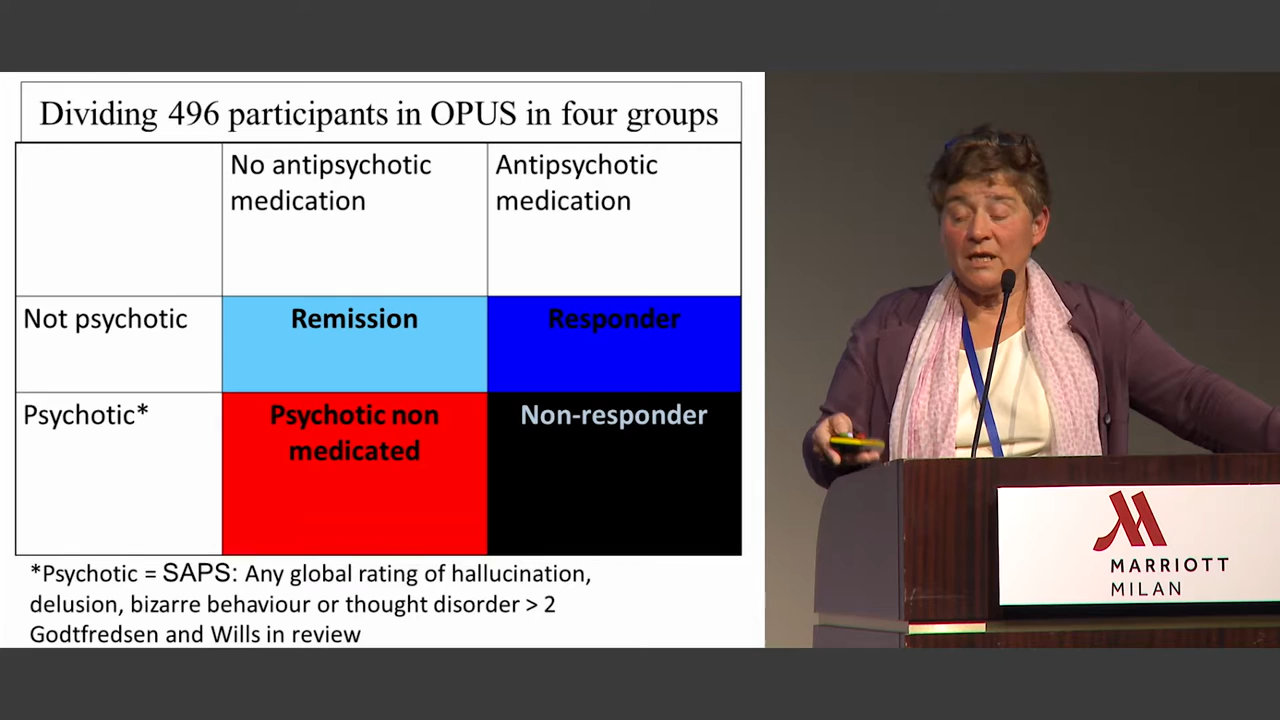 Dividing 496 participants in OPUS in four groups
No antipsychotic
medication
Antipsychotic
medication
Not psychotic
Remission
Responder
Psychotic*
Psychotic non
medicated
Non-responder
*Psychotic = SAPS: Any global rating of hallucination,
delusion, bizarre behaviour or thought disorder > 2
Godtfredsen and Wills in review
MARRIOTT
MILAN